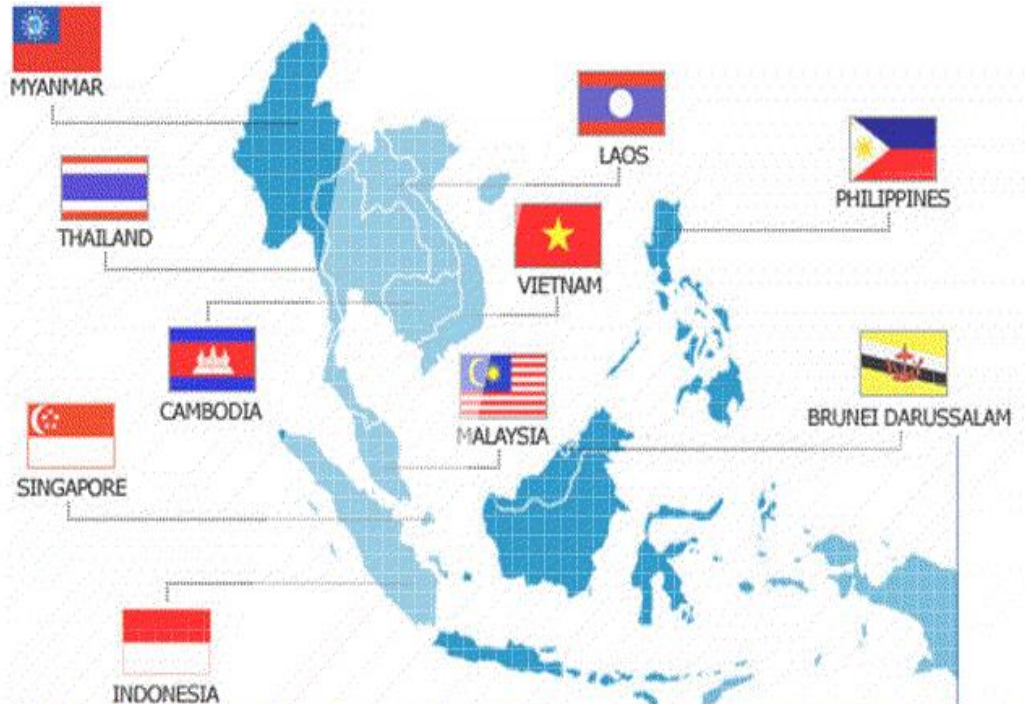 MYANMAR
LAOS
PHILIPPINES
THAILAND
VIETNAM
CAMBODIA
MALAYSIA
BRUNEI DARUSSALAM
SINGAPORE
INDONESIA